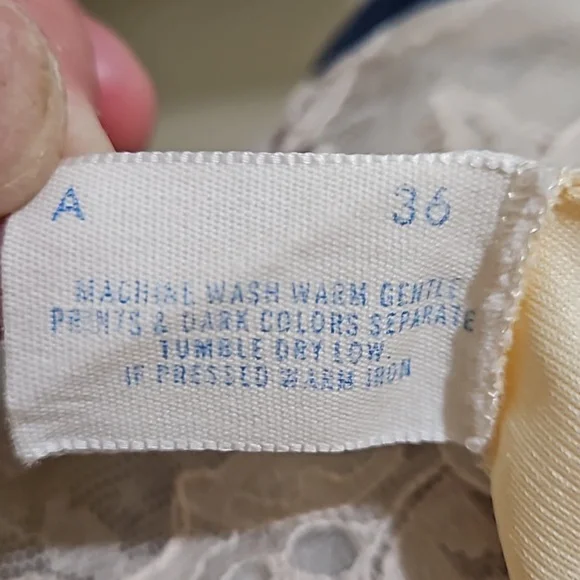 A 36
MACHINE WASH WARM GENTLE
PRINTS & DARK COLORS SEPARATE
TUMBLE DRY LOW.
IF PRESSED WARM IRON